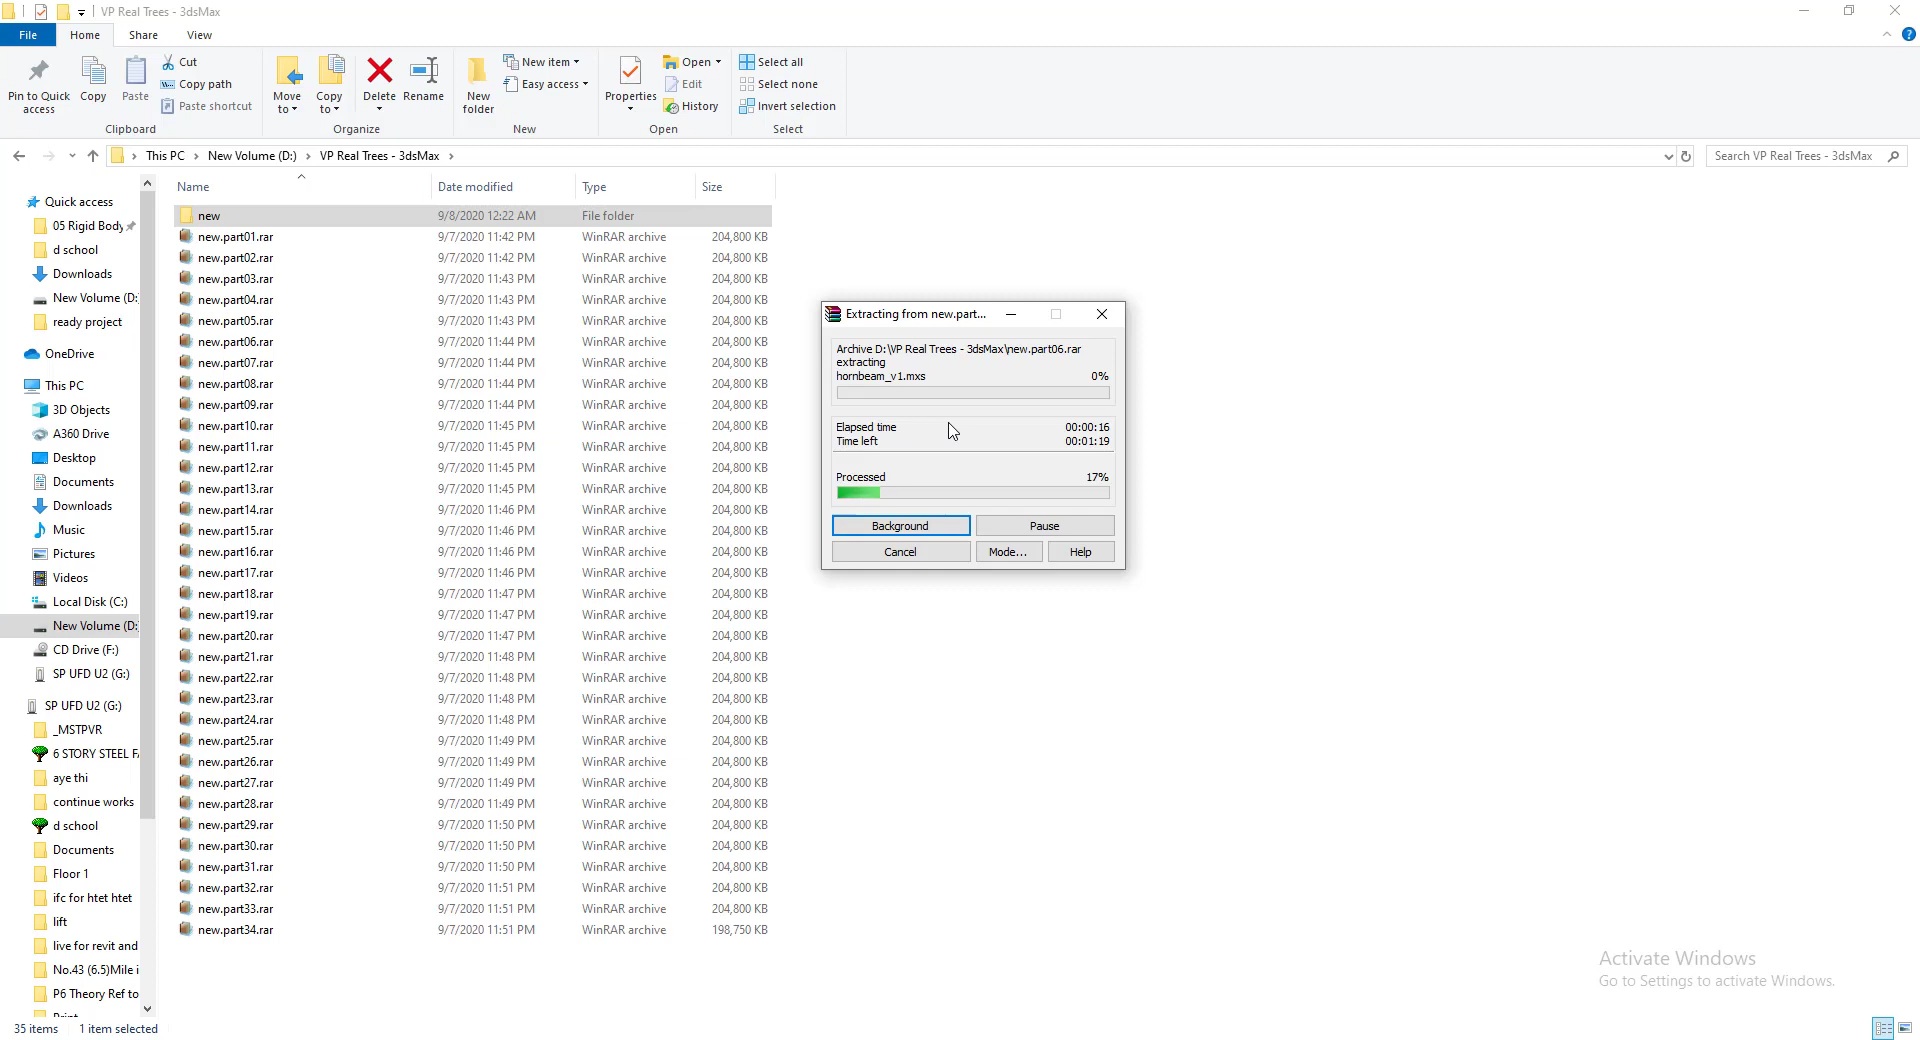 VP Real Trees - 3dsMax
File
Home
Share
View
Pin to Quick access
Copy
Paste
Cut
Copy path
Paste shortcut
Clipboard
Move to
Copy to
Delete
Rename
Organize
New folder
New item
Easy access
New
Properties
Open
Edit
History
Open
Select all
Select none
Invert selection
Select
This PC
New Volume (D:)
VP Real Trees - 3dsMax
Search VP Real Trees - 3dsMax
Quick access
05 Rigid Body
d school
Downloads
New Volume (D:
ready project
OneDrive
This PC
3D Objects
A360 Drive
Desktop
Documents
Downloads
Music
Pictures
Videos
Local Disk (C:)
New Volume (D:
CD Drive (F:)
SP UFD U2 (G:)
SP UFD U2 (G:)
_MSTPVR
6 STORY STEEL F
aye thi
continue works
d school
Documents
Floor 1
ifc for htet htet
lift
live for revit and
No.43 (6.5)Mile i
P6 Theory Ref to
Name Date modified Type Size
new 9/8/2020 12:22 AM File folder
new.part01.rar 9/7/2020 11:42 PM WinRAR archive 204,800 KB
new.part02.rar 9/7/2020 11:42 PM WinRAR archive 204,800 KB
new.part03.rar 9/7/2020 11:43 PM WinRAR archive 204,800 KB
new.part04.rar 9/7/2020 11:43 PM WinRAR archive 204,800 KB
new.part05.rar 9/7/2020 11:43 PM WinRAR archive 204,800 KB
new.part06.rar 9/7/2020 11:44 PM WinRAR archive 204,800 KB
new.part07.rar 9/7/2020 11:44 PM WinRAR archive 204,800 KB
new.part08.rar 9/7/2020 11:44 PM WinRAR archive 204,800 KB
new.part09.rar 9/7/2020 11:44 PM WinRAR archive 204,800 KB
new.part10.rar 9/7/2020 11:45 PM WinRAR archive 204,800 KB
new.part11.rar 9/7/2020 11:45 PM WinRAR archive 204,800 KB
new.part12.rar 9/7/2020 11:45 PM WinRAR archive 204,800 KB
new.part13.rar 9/7/2020 11:45 PM WinRAR archive 204,800 KB
new.part14.rar 9/7/2020 11:46 PM WinRAR archive 204,800 KB
new.part15.rar 9/7/2020 11:46 PM WinRAR archive 204,800 KB
new.part16.rar 9/7/2020 11:46 PM WinRAR archive 204,800 KB
new.part17.rar 9/7/2020 11:46 PM WinRAR archive 204,800 KB
new.part18.rar 9/7/2020 11:47 PM WinRAR archive 204,800 KB
new.part19.rar 9/7/2020 11:47 PM WinRAR archive 204,800 KB
new.part20.rar 9/7/2020 11:47 PM WinRAR archive 204,800 KB
new.part21.rar 9/7/2020 11:48 PM WinRAR archive 204,800 KB
new.part22.rar 9/7/2020 11:48 PM WinRAR archive 204,800 KB
new.part23.rar 9/7/2020 11:48 PM WinRAR archive 204,800 KB
new.part24.rar 9/7/2020 11:48 PM WinRAR archive 204,800 KB
new.part25.rar 9/7/2020 11:49 PM WinRAR archive 204,800 KB
new.part26.rar 9/7/2020 11:49 PM WinRAR archive 204,800 KB
new.part27.rar 9/7/2020 11:49 PM WinRAR archive 204,800 KB
new.part28.rar 9/7/2020 11:49 PM WinRAR archive 204,800 KB
new.part29.rar 9/7/2020 11:50 PM WinRAR archive 204,800 KB
new.part30.rar 9/7/2020 11:50 PM WinRAR archive 204,800 KB
new.part31.rar 9/7/2020 11:50 PM WinRAR archive 204,800 KB
new.part32.rar 9/7/2020 11:51 PM WinRAR archive 204,800 KB
new.part33.rar 9/7/2020 11:51 PM WinRAR archive 204,800 KB
new.part34.rar 9/7/2020 11:51 PM WinRAR archive 198,750 KB
Extracting from new.part...
Archive D:\VP Real Trees - 3dsMax\new.part06.rar
extracting
hornbeam_v1.mxs 0%
Elapsed time 00:00:16
Time left 00:01:19
Processed 17%
Background
Pause
Cancel
Mode...
Help
Activate Windows
Go to Settings to activate Windows.
35 items 1 item selected